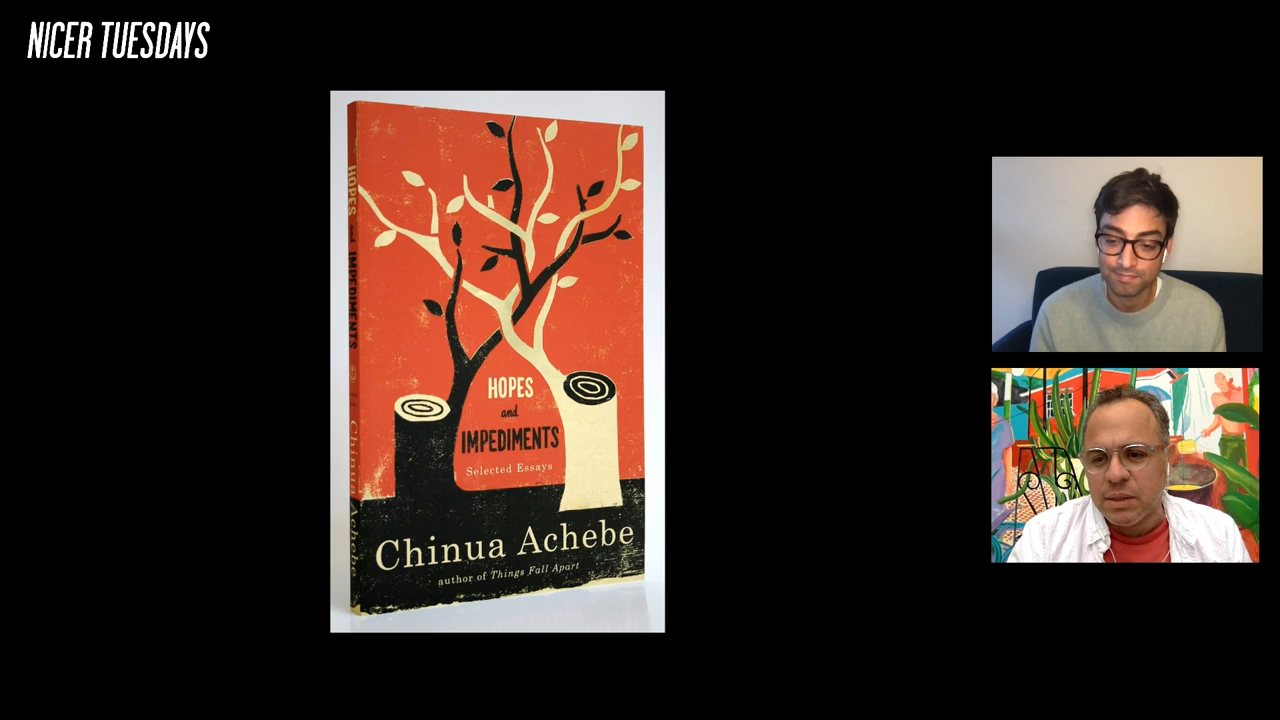 NICER TUESDAYS
HOPES and IMPEDIMENTS
Chinua Achebe
HOPES
and
IMPEDIMENTS
Selected Essays
Chinua Achebe
author of Things Fall Apart